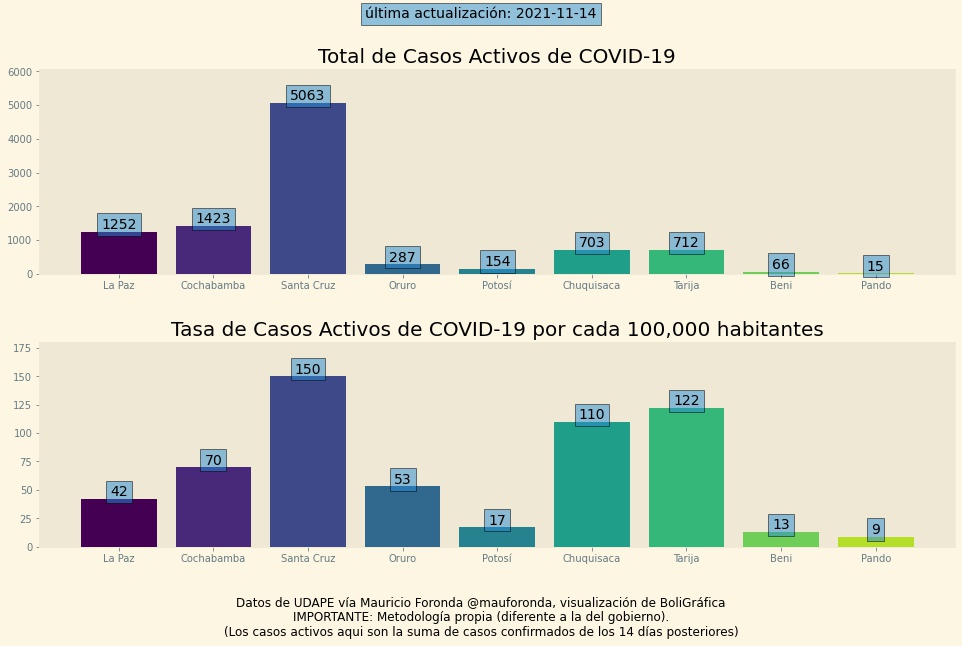 última actualización: 2021-11-14
Total de Casos Activos de COVID-19
6000
5000
4000
3000
2000
1000
0
1252
1423
5063
287
154
703
712
66
15
La Paz
Cochabamba
Santa Cruz
Oruro
Potosí
Chuquisaca
Tarija
Beni
Pando
Tasa de Casos Activos de COVID-19 por cada 100,000 habitantes
175
150
125
100
75
50
25
0
42
70
150
53
17
110
122
13
9
La Paz
Cochabamba
Santa Cruz
Oruro
Potosí
Chuquisaca
Tarija
Beni
Pando
Datos de UDAPE vía Mauricio Foronda @mauforonda, visualización de BoliGráfica
IMPORTANTE: Metodología propia (diferente a la del gobierno).
(Los casos activos aqui son la suma de casos confirmados de los 14 días posteriores)